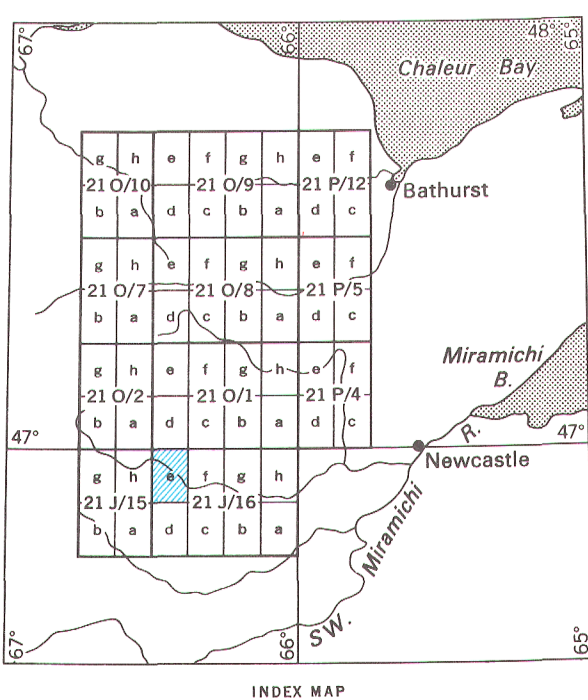 67° 66° 48° 65°
Chaleur Bay
g h e f g h e f
21 O/10 21 O/9 21 P/12
b a d c b a d c
Bathurst
g h e f g h e f
21 O/7 21 O/8 21 P/5
b a d c b a d c
Miramichi
B.
g h e f g h e f
21 O/2 21 O/1 21 P/4
b a d c b a d c
47° R. 47°
Newcastle
g h e f g h
21 J/15 21 J/16
b a d c b a
SW. Miramichi
67° 66° 65°
INDEX MAP